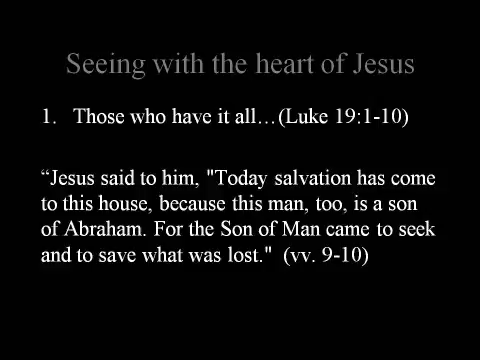 Seeing with the heart of Jesus
1. Those who have it all…(Luke 19:1-10)
“Jesus said to him, "Today salvation has come
to this house, because this man, too, is a son
of Abraham. For the Son of Man came to seek
and to save what was lost." (vv. 9-10)